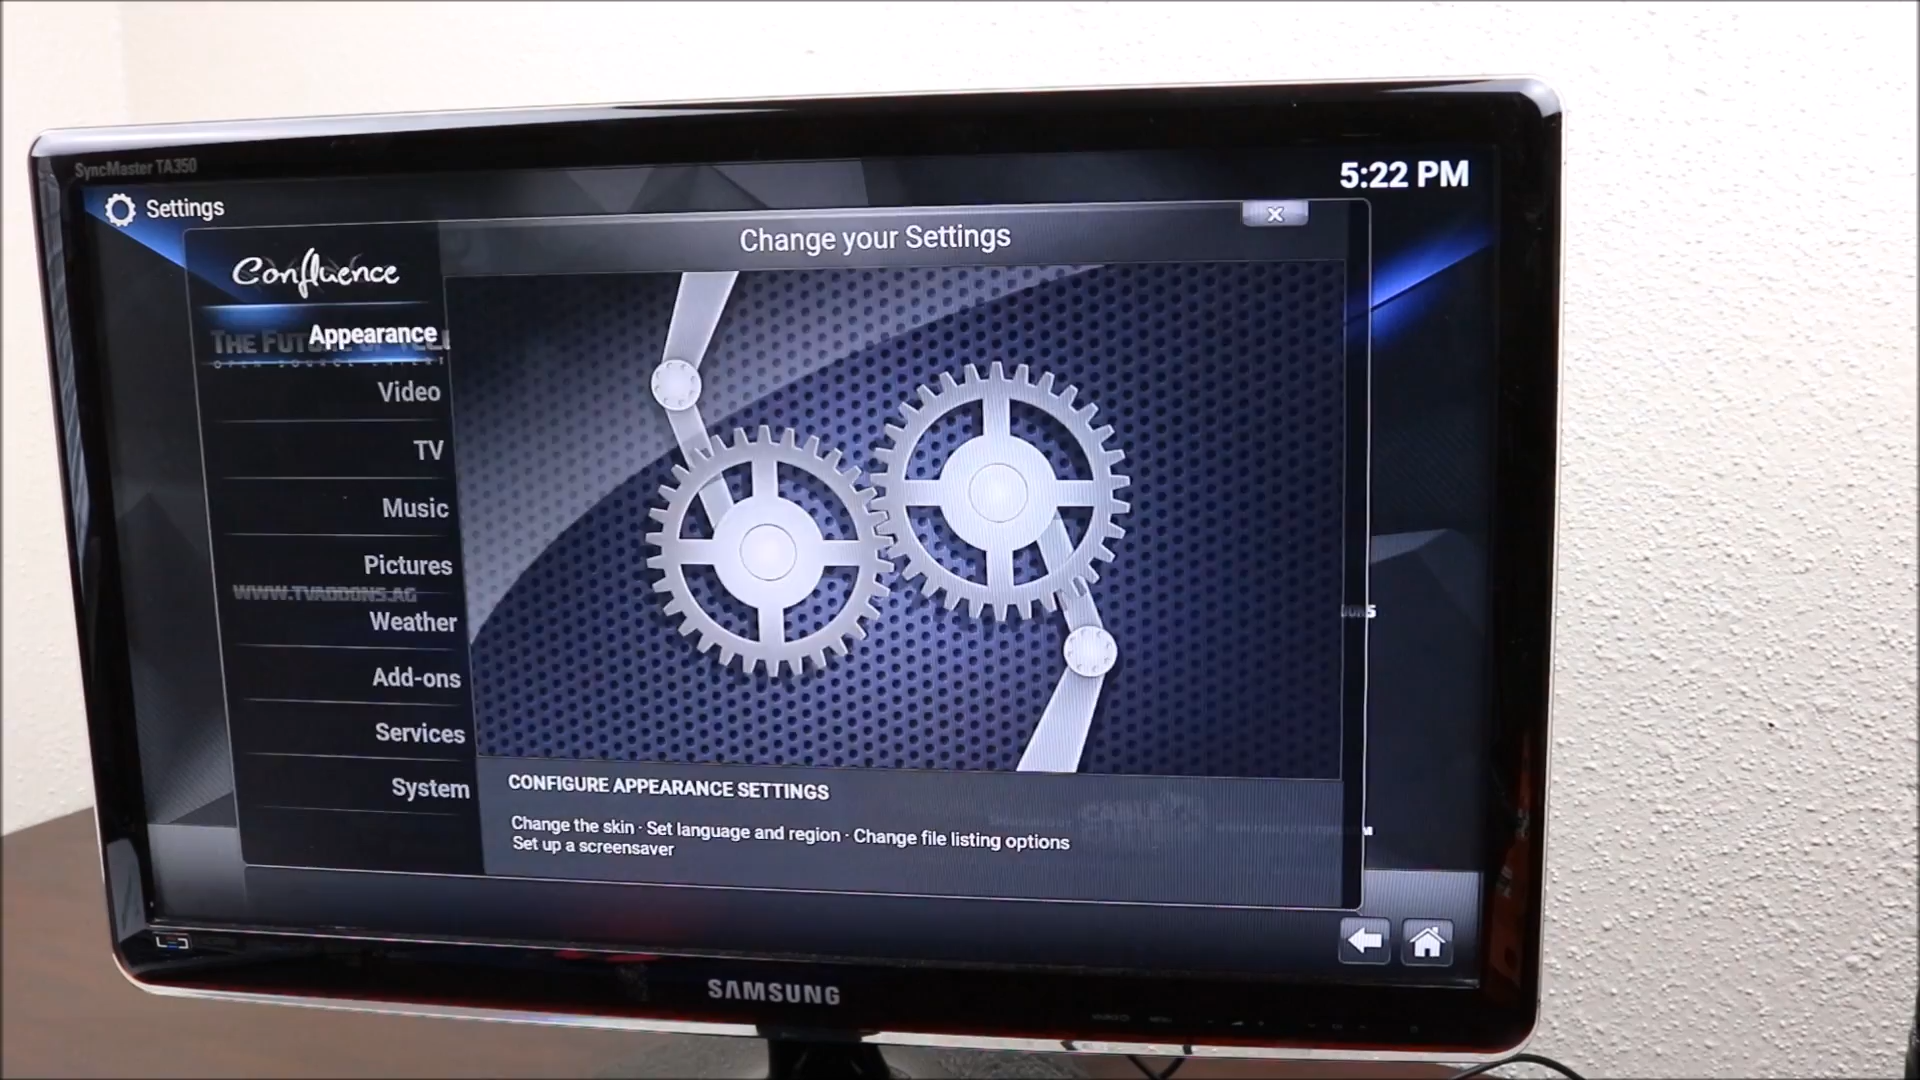 SyncMaster TA350
5:22 PM
Settings
Change your Settings
Confluence
Appearance
Video
TV
Music
Pictures
WWW.TVADDONS.AG
Weather
Add-ons
Services
System
CONFIGURE APPEARANCE SETTINGS
Change the skin · Set language and region · Change file listing options
Set up a screensaver
CABLE
LED
SAMSUNG